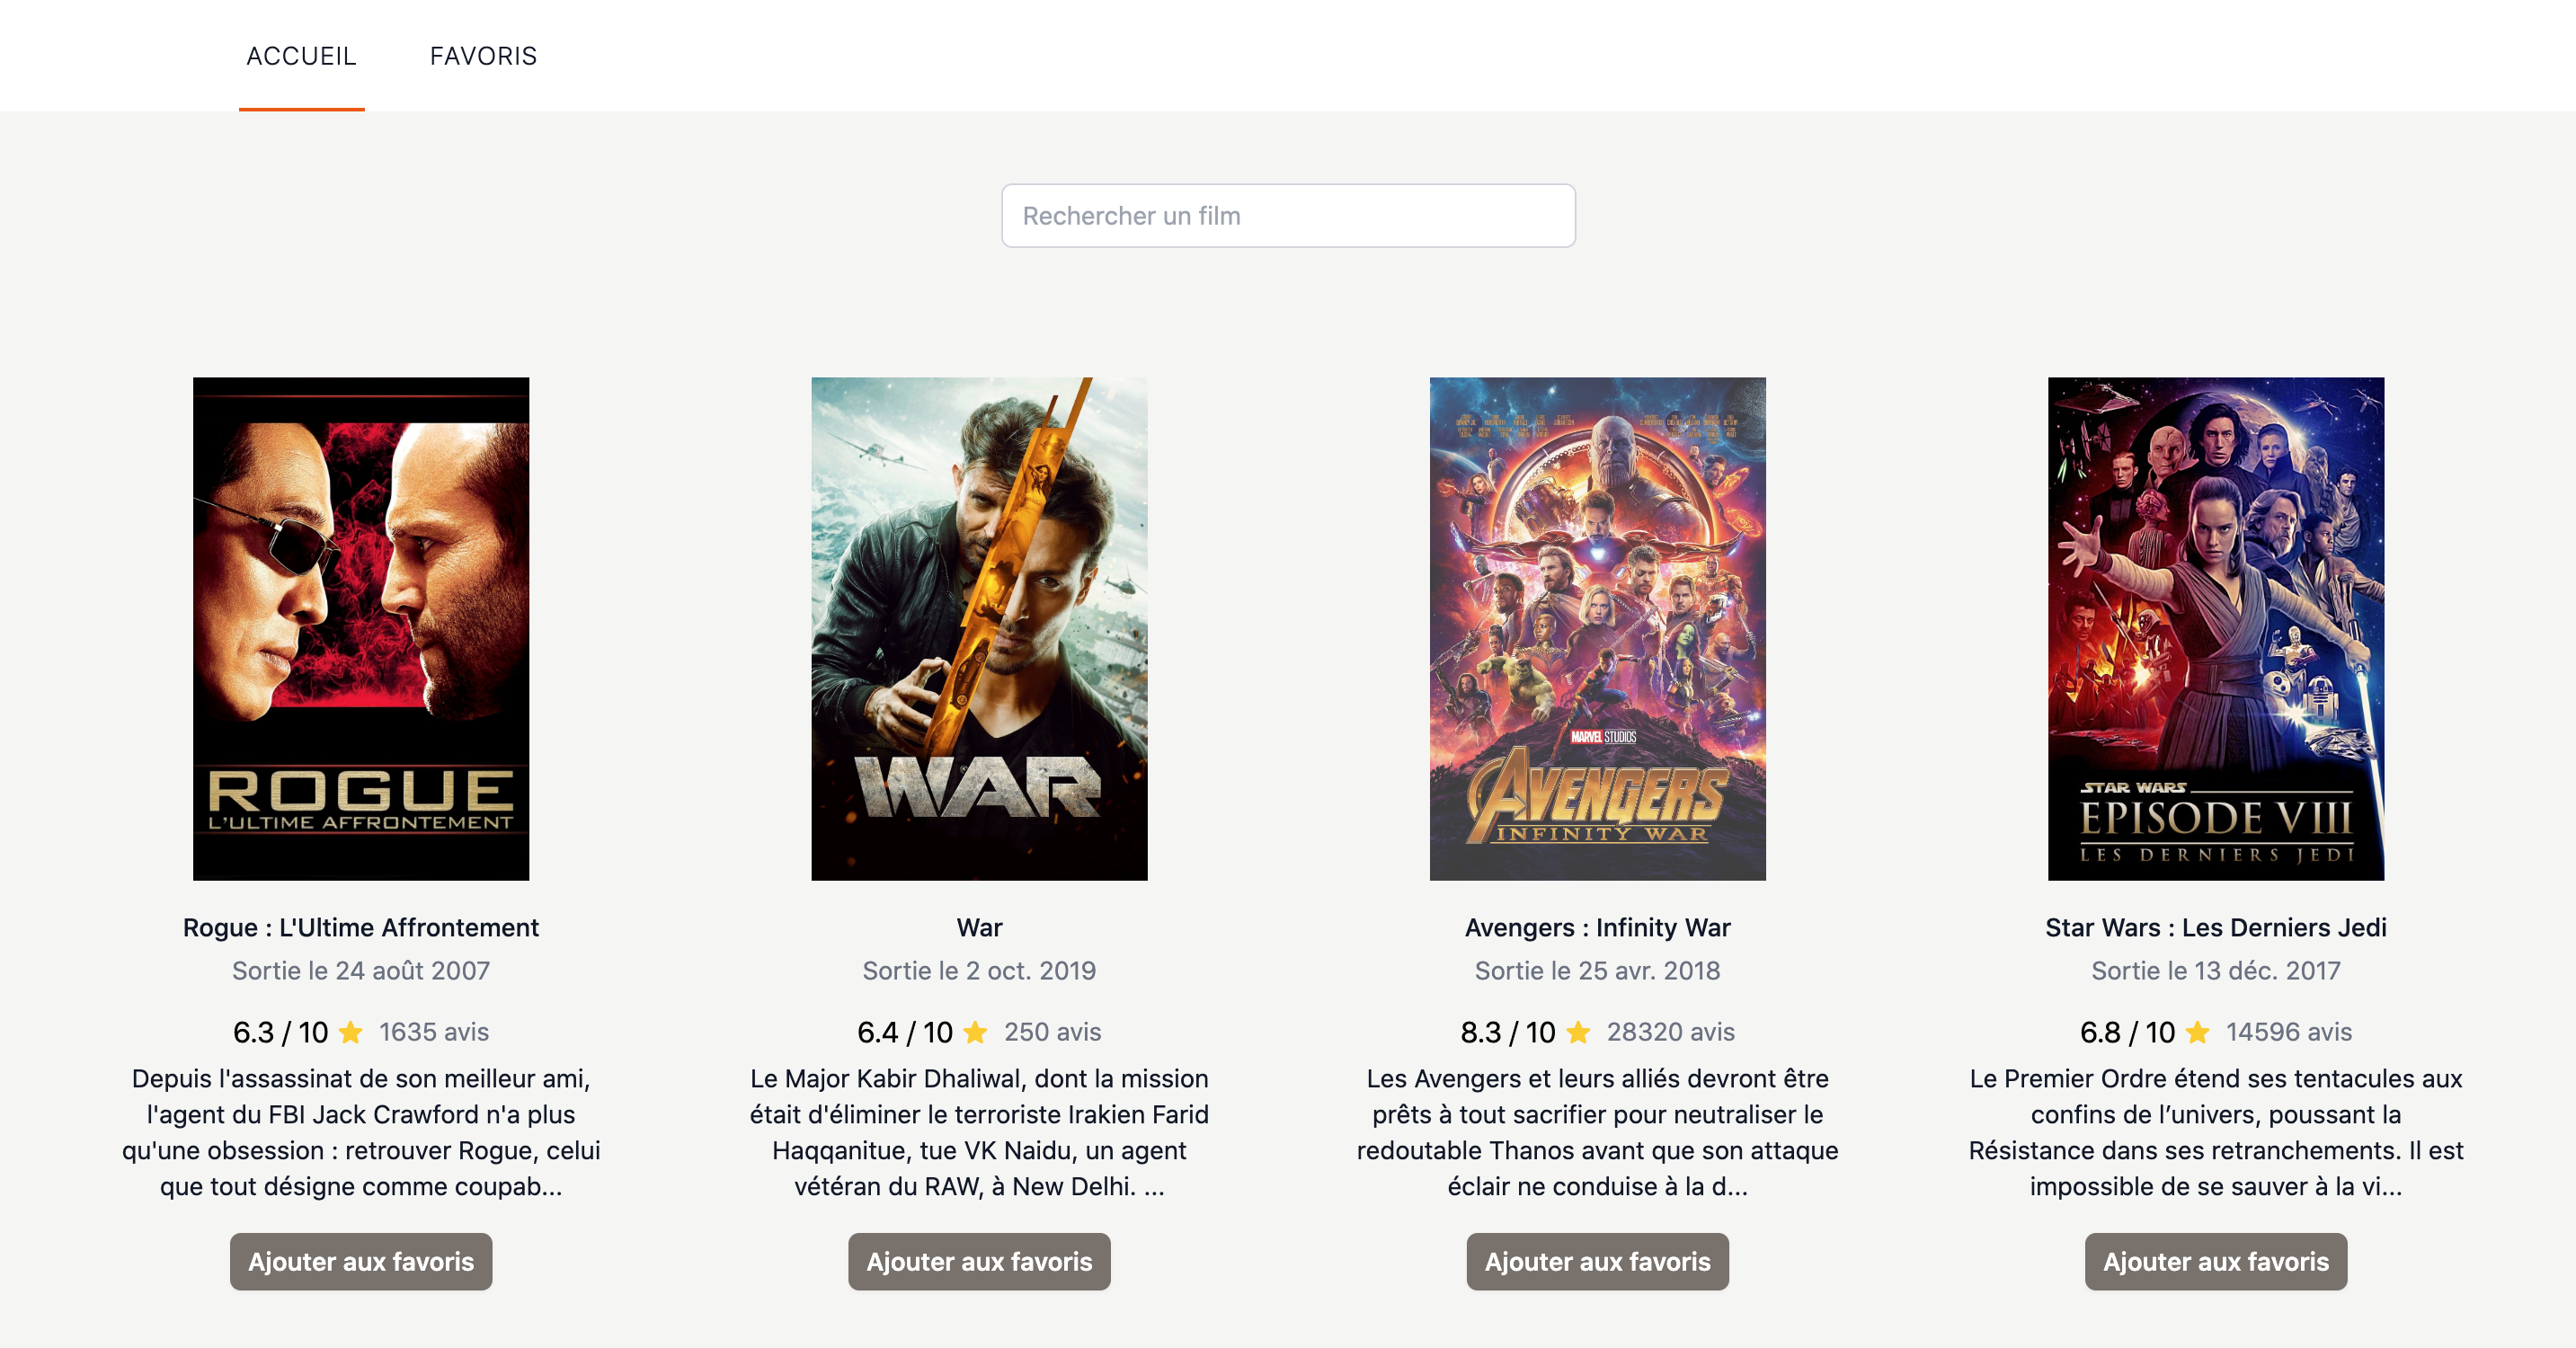 ACCUEIL
FAVORIS
Rechercher un film
ROGUE
L'ULTIME AFFRONTEMENT
WAR
MARVEL STUDIOS
AVENGERS
INFINITY WAR
STAR WARS
EPISODE VIII
LES DERNIERS JEDI
Rogue : L'Ultime Affrontement
Sortie le 24 août 2007
6.3 / 10 1635 avis
Depuis l'assassinat de son meilleur ami,
l'agent du FBI Jack Crawford n'a plus
qu'une obsession : retrouver Rogue, celui
que tout désigne comme coupab...
Ajouter aux favoris
War
Sortie le 2 oct. 2019
6.4 / 10 250 avis
Le Major Kabir Dhaliwal, dont la mission
était d'éliminer le terroriste Irakien Farid
Haqqanitue, tue VK Naidu, un agent
vétéran du RAW, à New Delhi. ...
Ajouter aux favoris
Avengers : Infinity War
Sortie le 25 avr. 2018
8.3 / 10 28320 avis
Les Avengers et leurs alliés devront être
prêts à tout sacrifier pour neutraliser le
redoutable Thanos avant que son attaque
éclair ne conduise à la d...
Ajouter aux favoris
Star Wars : Les Derniers Jedi
Sortie le 13 déc. 2017
6.8 / 10 14596 avis
Le Premier Ordre étend ses tentacules aux
confins de l’univers, poussant la
Résistance dans ses retranchements. Il est
impossible de se sauver à la vi...
Ajouter aux favoris